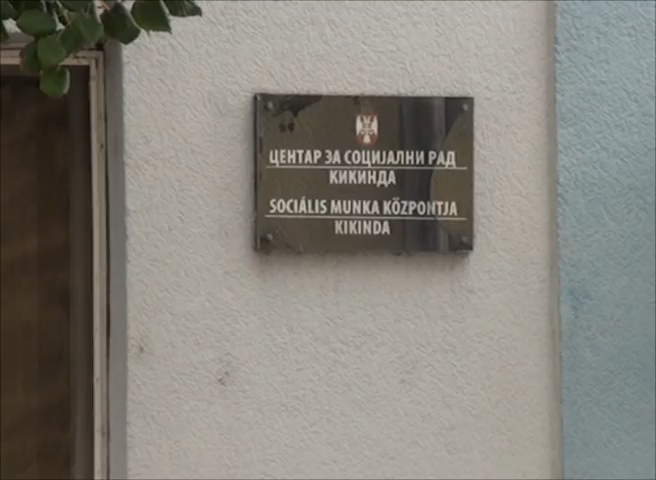 ЦЕНТАР ЗА СОЦИЈАЛНИ РАД
КИКИНДА
SOCIÁLIS MUNKA KÖZPONTJA
KIKINDA